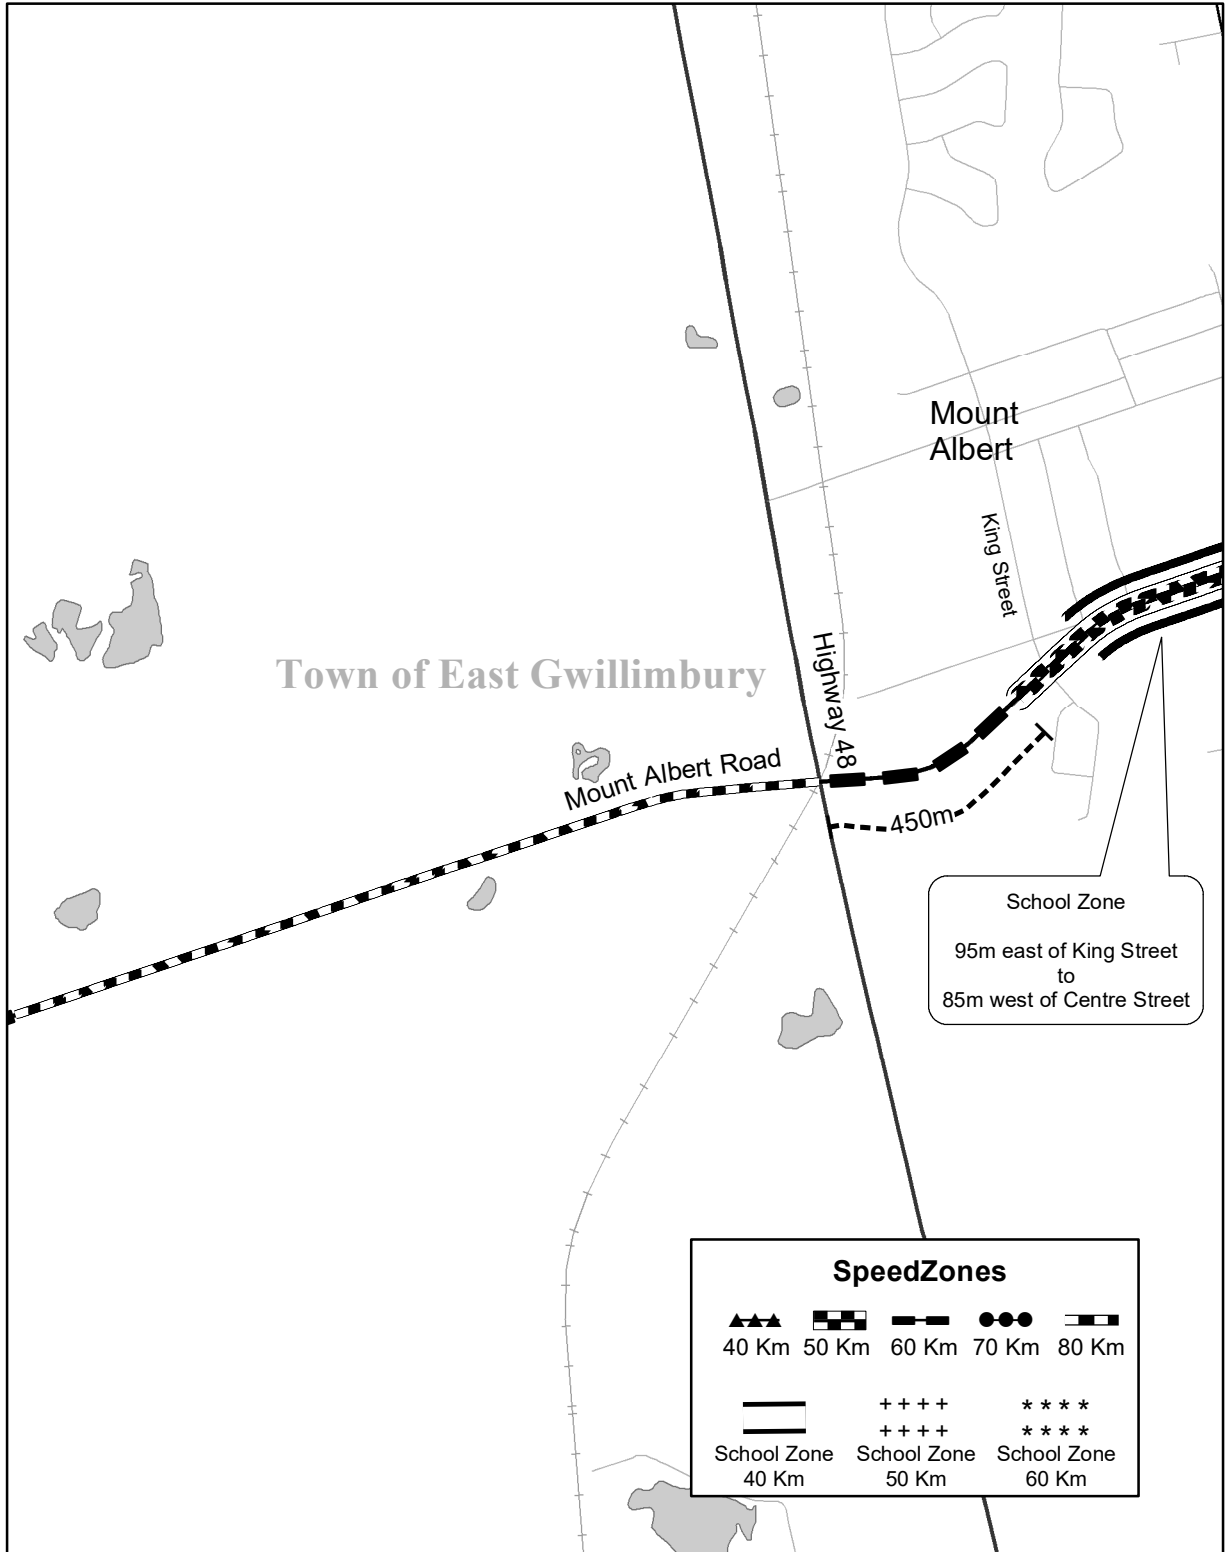 Mount
Albert
King Street
Highway 48
Town of East Gwillimbury
Mount Albert Road
450m
School Zone
95m east of King Street
to
85m west of Centre Street
SpeedZones
40 Km 50 Km 60 Km 70 Km 80 Km
School Zone School Zone School Zone
40 Km 50 Km 60 Km